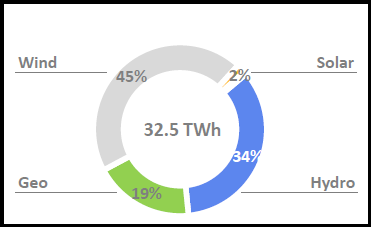 Wind
Solar
45%
2%
32.5 TWh
34%
Geo
19%
Hydro